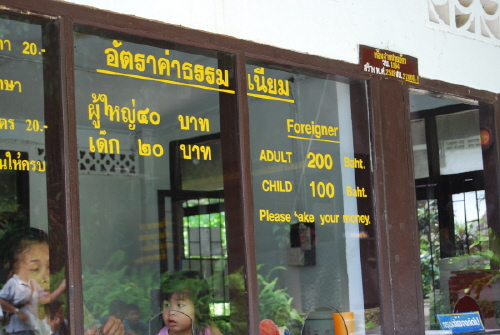 20.-
20.-
อัตราค่าธรรมเนียม
ผู้ใหญ่ ๔๐ บาท
เด็ก ๒๐ บาท
Foreigner
ADULT 200 Baht.
CHILD 100 Baht.
Please take your money.